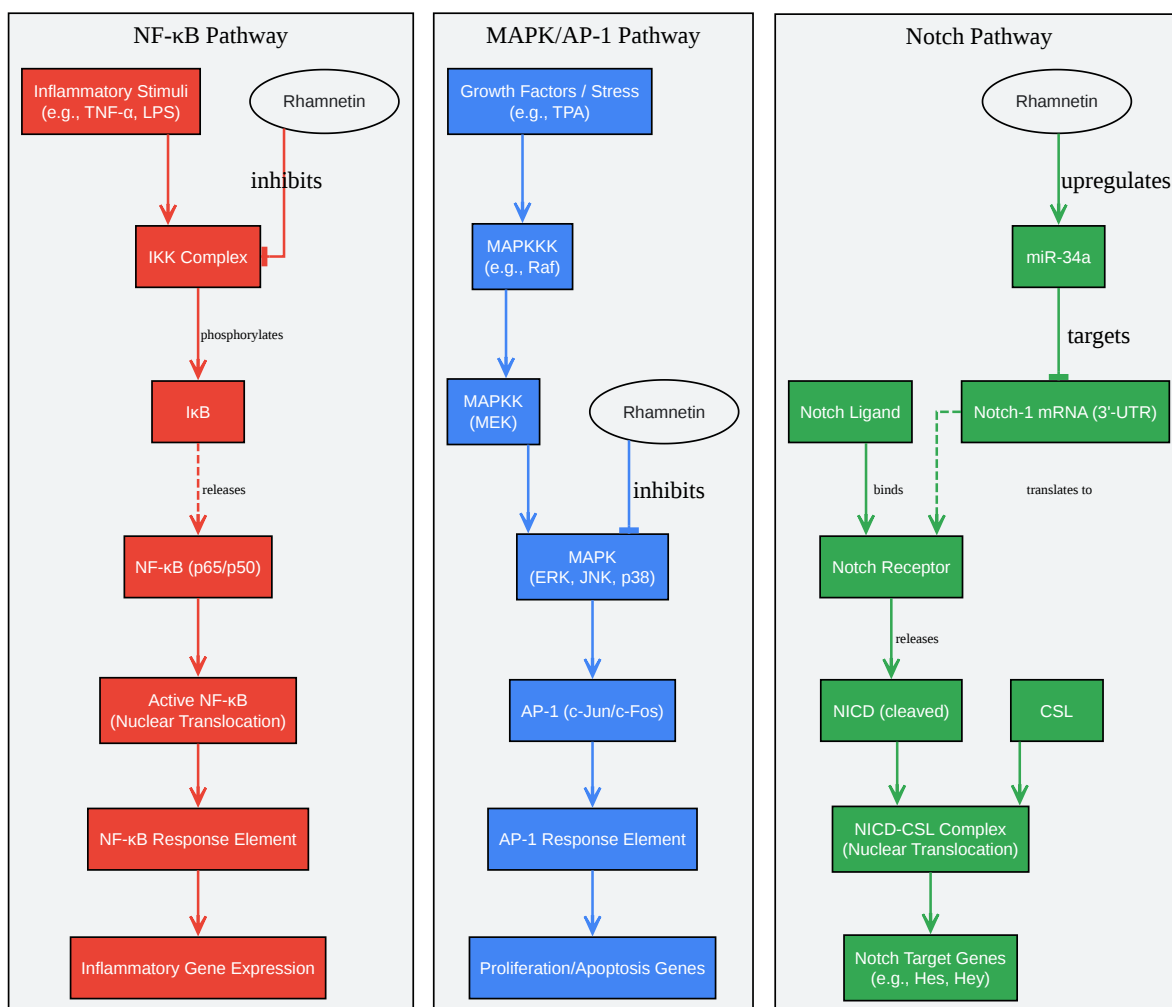 NF-κB Pathway
Inflammatory Stimuli
(e.g., TNF-α, LPS)
Rhamnetin
inhibits
IKK Complex
phosphorylates
IκB
releases
NF-κB (p65/p50)
Active NF-κB
(Nuclear Translocation)
NF-κB Response Element
Inflammatory Gene Expression
MAPK/AP-1 Pathway
Growth Factors / Stress
(e.g., TPA)
MAPKKK
(e.g., Raf)
MAPKK
(MEK)
Rhamnetin
inhibits
MAPK
(ERK, JNK, p38)
AP-1 (c-Jun/c-Fos)
AP-1 Response Element
Proliferation/Apoptosis Genes
Notch Pathway
Rhamnetin
upregulates
miR-34a
targets
Notch Ligand
Notch-1 mRNA (3'-UTR)
binds
translates to
Notch Receptor
releases
NICD (cleaved)
CSL
NICD-CSL Complex
(Nuclear Translocation)
Notch Target Genes
(e.g., Hes, Hey)